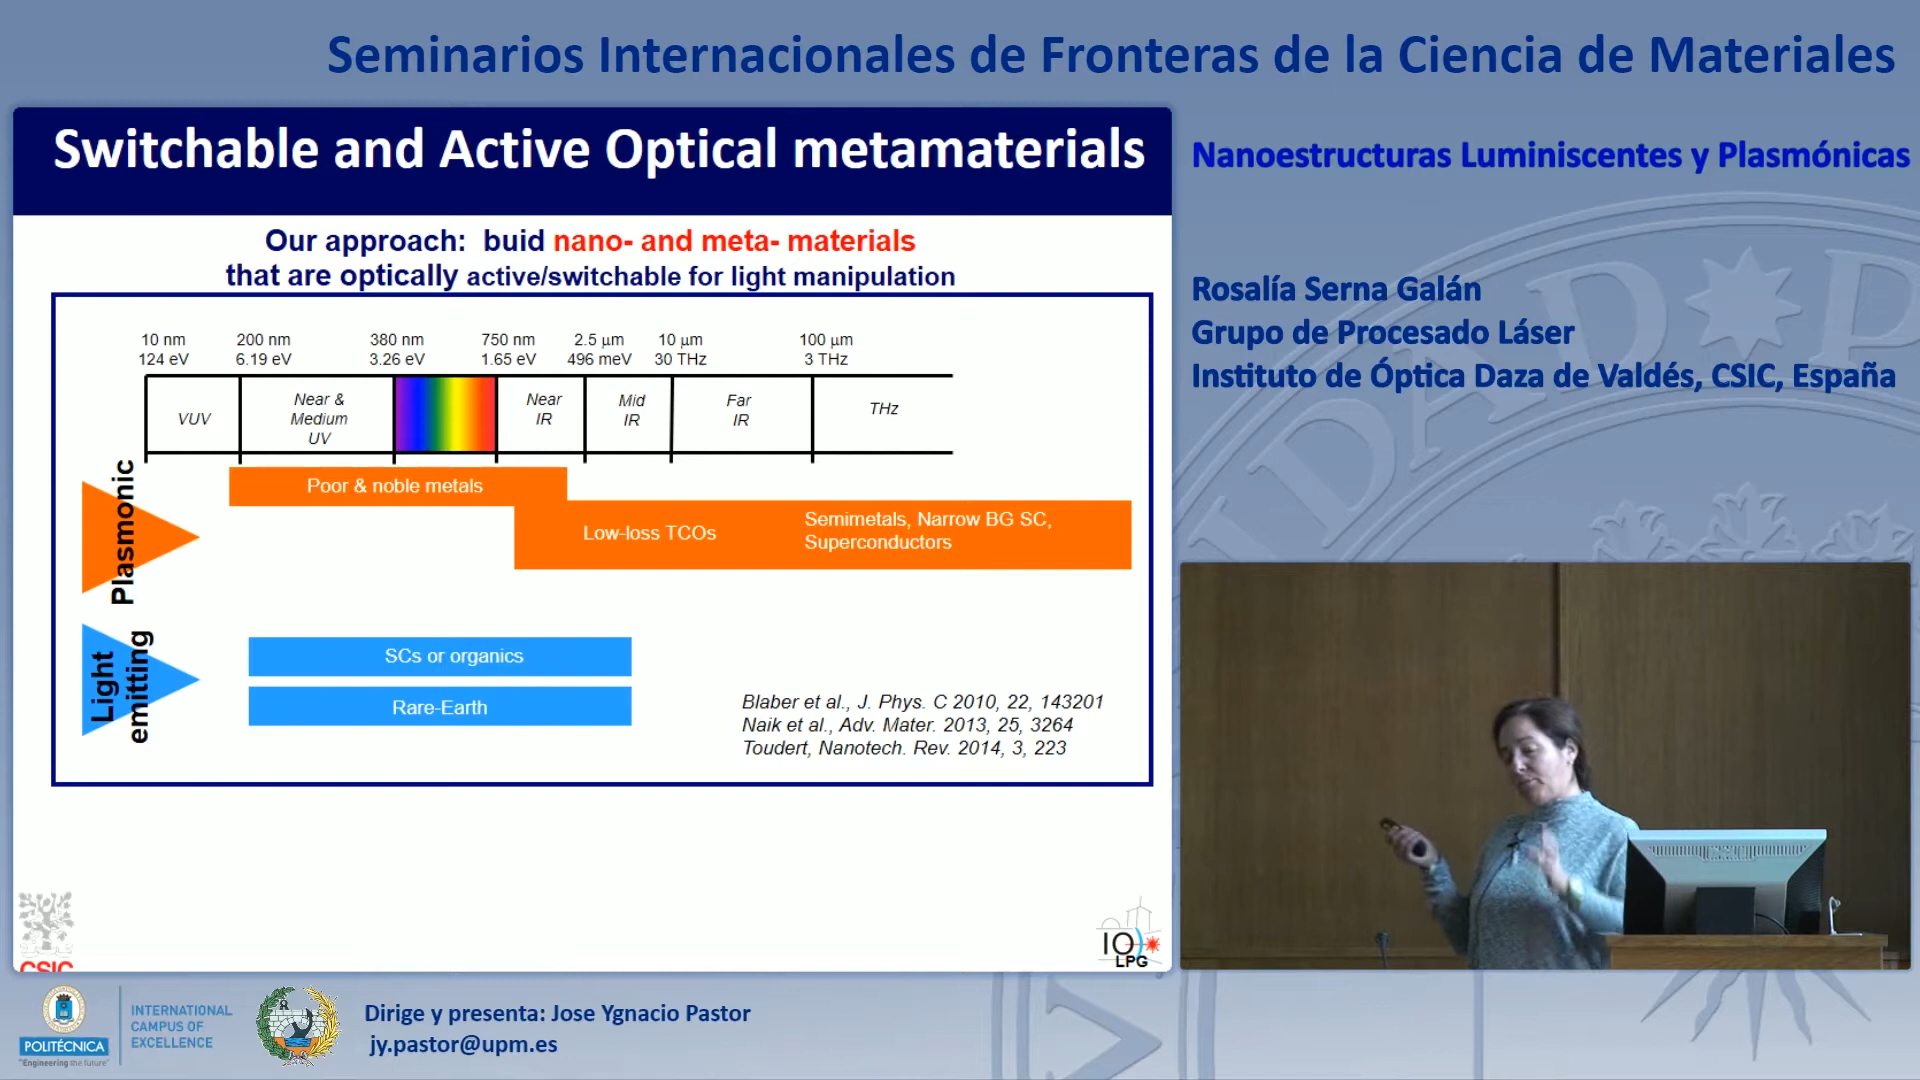 Seminarios Internacionales de Fronteras de la Ciencia de Materiales
Switchable and Active Optical metamaterials
Our approach: buid nano- and meta- materials
that are optically active/switchable for light manipulation
10 nm 200 nm 380 nm 750 nm 2.5 µm 10 µm 100 µm
124 eV 6.19 eV 3.26 eV 1.65 eV 496 meV 30 THz 3 THz
VUV
Near &
Medium
UV
Near
IR
Mid
IR
Far
IR
THz
Plasmonic
Poor & noble metals
Low-loss TCOs
Semimetals, Narrow BG SC,
Superconductors
Light
emitting
SCs or organics
Rare-Earth
Blaber et al., J. Phys. C 2010, 22, 143201
Naik et al., Adv. Mater. 2013, 25, 3264
Toudert, Nanotech. Rev. 2014, 3, 223
CSIC
IO
LPG
Nanoestructuras Luminiscentes y Plasmónicas
Rosalía Serna Galán
Grupo de Procesado Láser
Instituto de Óptica Daza de Valdés, CSIC, España
POLITÉCNICA
"Engineering the future"
INTERNATIONAL
CAMPUS OF
EXCELLENCE
Dirige y presenta: Jose Ygnacio Pastor
jy.pastor@upm.es